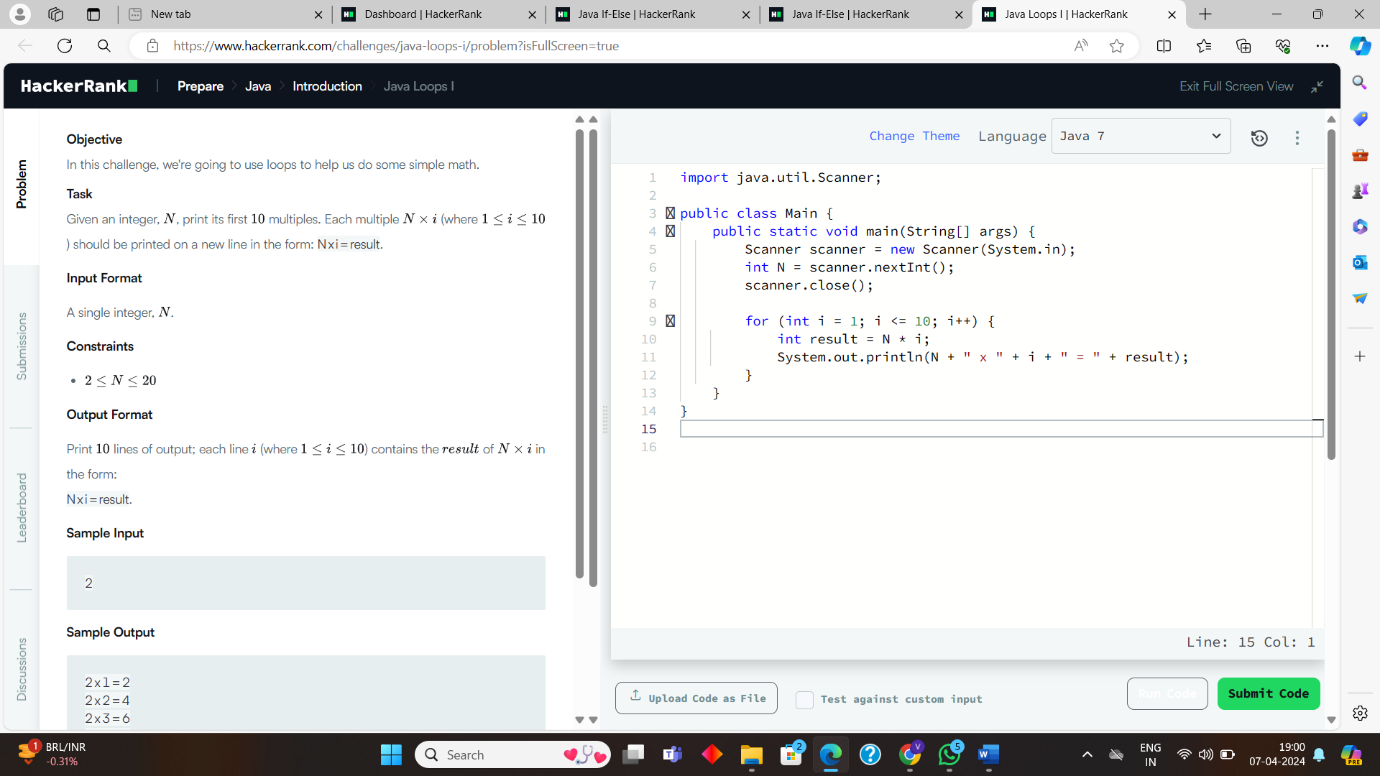 New tab
Dashboard | HackerRank
Java If-Else | HackerRank
Java If-Else | HackerRank
Java Loops I | HackerRank
https://www.hackerrank.com/challenges/java-loops-i/problem?isFullScreen=true
HackerRank
Prepare
Java
Introduction
Java Loops I
Exit Full Screen View
Problem
Submissions
Leaderboard
Discussions
Objective
In this challenge, we're going to use loops to help us do some simple math.
Task
Given an integer, N, print its first 10 multiples. Each multiple N × i (where 1 ≤ i ≤ 10
) should be printed on a new line in the form: N x i = result.
Input Format
A single integer, N.
Constraints
• 2 ≤ N ≤ 20
Output Format
Print 10 lines of output; each line i (where 1 ≤ i ≤ 10) contains the result of N × i in
the form:
N x i = result.
Sample Input
2
Sample Output
2 x 1 = 2
2 x 2 = 4
2 x 3 = 6
Change Theme
Language
Java 7
1 import java.util.Scanner;
2
3 public class Main {
4 public static void main(String[] args) {
5 Scanner scanner = new Scanner(System.in);
6 int N = scanner.nextInt();
7 scanner.close();
8
9 for (int i = 1; i <= 10; i++) {
10 int result = N * i;
11 System.out.println(N + " x " + i + " = " + result);
12 }
13 }
14 }
15
16
Line: 15 Col: 1
Upload Code as File
Test against custom input
Run Code
Submit Code
1
BRL/INR
-0.31%
Search
2
V
5
ENG
IN
19:00
07-04-2024
PRE